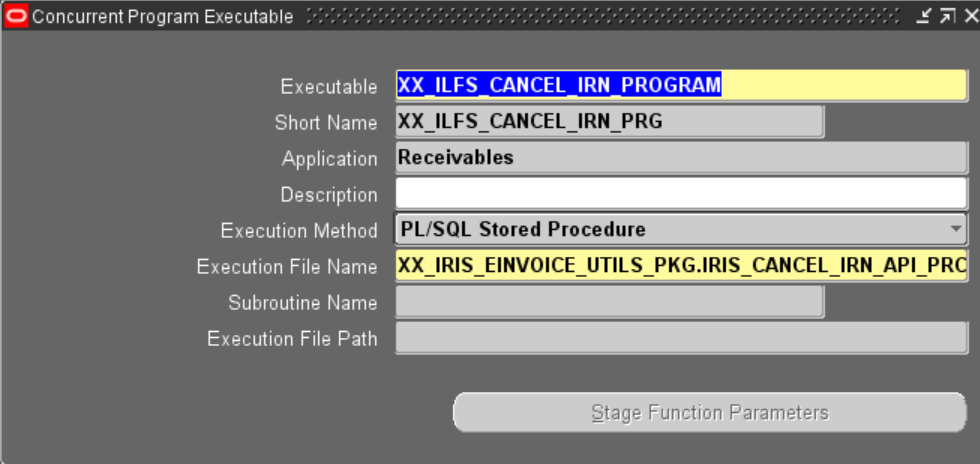 Concurrent Program Executable
Executable XX_ILFS_CANCEL_IRN_PROGRAM
Short Name XX_ILFS_CANCEL_IRN_PRG
Application Receivables
Description
Execution Method PL/SQL Stored Procedure
Execution File Name XX_IRIS_EINVOICE_UTILS_PKG.IRIS_CANCEL_IRN_API_PRC
Subroutine Name
Execution File Path
Stage Function Parameters